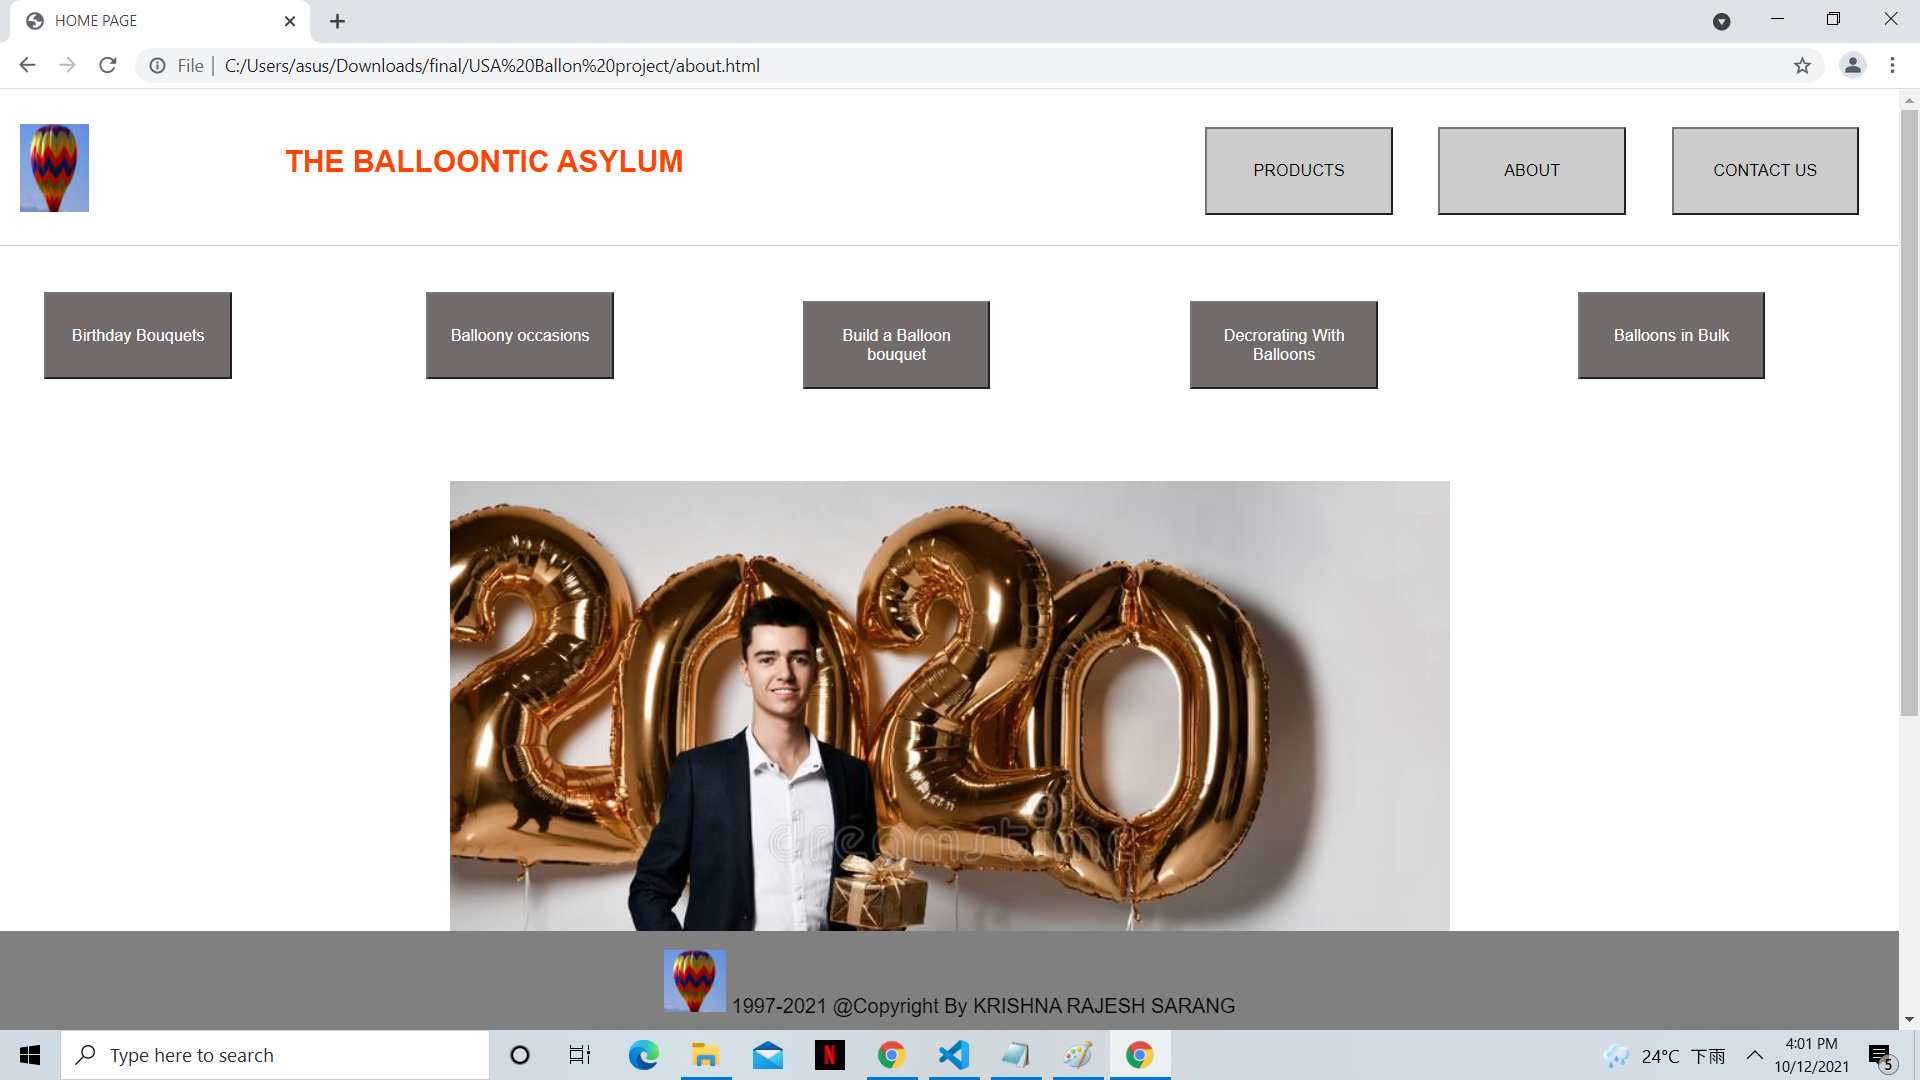 HOME PAGE
File | C:/Users/asus/Downloads/final/USA%20Ballon%20project/about.html
THE BALLOONTIC ASYLUM
PRODUCTS
ABOUT
CONTACT US
Birthday Bouquets
Balloony occasions
Build a Balloon
bouquet
Decrorating With
Balloons
Balloons in Bulk
2020
dreamstime
1997-2021 @Copyright By KRISHNA RAJESH SARANG
Type here to search
N
24°C 下雨
4:01 PM
10/12/2021
5